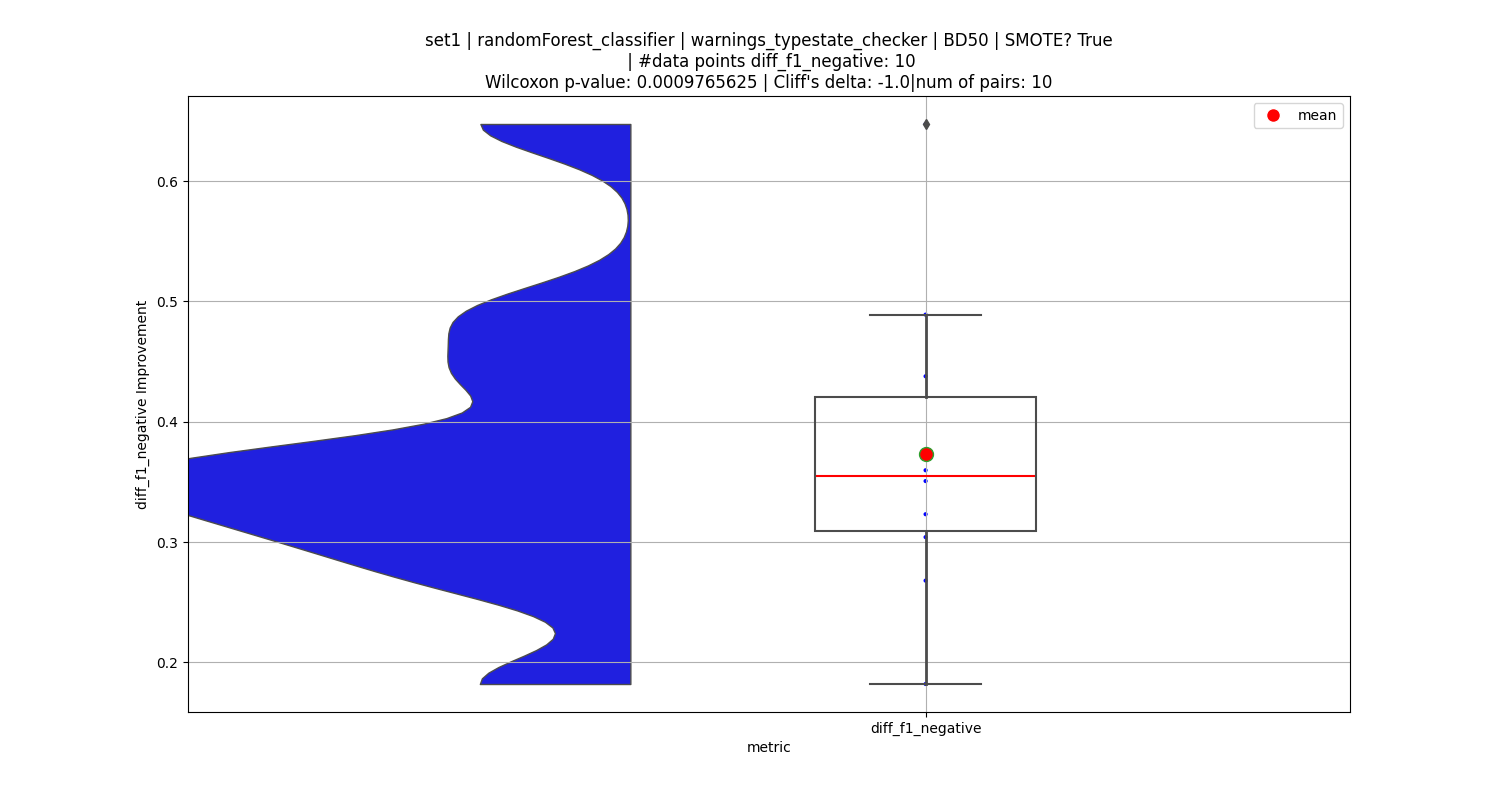 set1 | randomForest_classifier | warnings_typestate_checker | BD50 | SMOTE? True
| #data points diff_f1_negative: 10
Wilcoxon p-value: 0.0009765625 | Cliff's delta: -1.0|num of pairs: 10
mean
0.6
0.5
0.4
0.3
0.2
diff_f1_negative Improvement
diff_f1_negative
metric